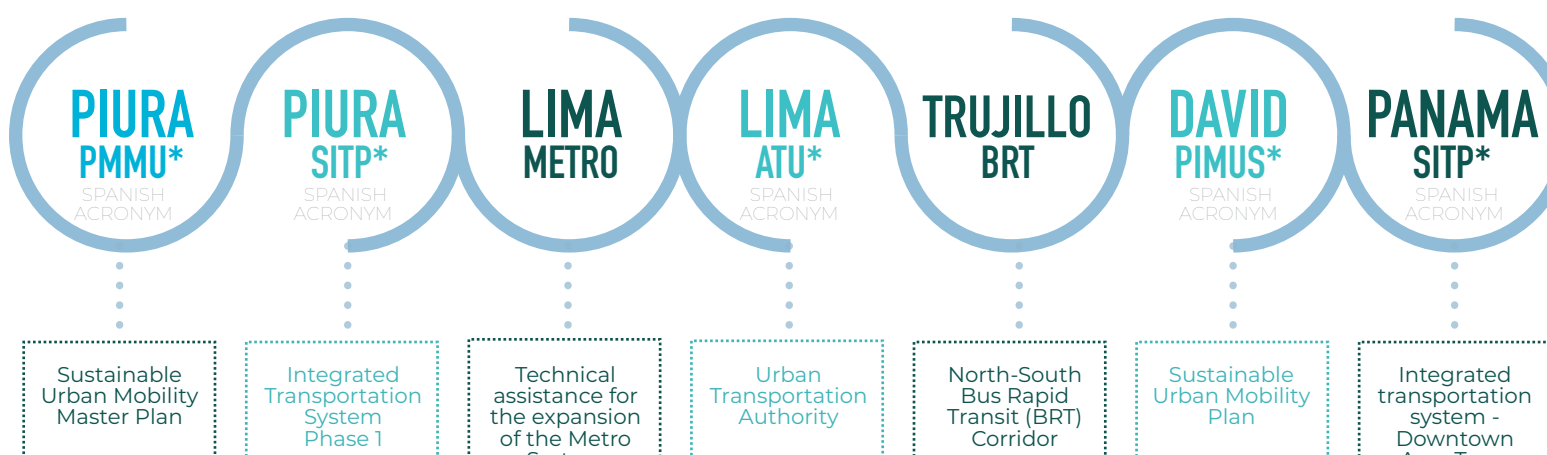 PIURA
PMMU*
SPANISH
ACRONYM
PIURA
SITP*
SPANISH
ACRONYM
LIMA
METRO
LIMA
ATU*
SPANISH
ACRONYM
TRUJILLO
BRT
DAVID
PIMUS*
SPANISH
ACRONYM
PANAMA
SITP*
SPANISH
ACRONYM
Sustainable
Urban Mobility
Master Plan
Integrated
Transportation
System
Phase 1
Technical
assistance for
the expansion
of the Metro
Urban
Transportation
Authority
North-South
Bus Rapid
Transit (BRT)
Corridor
Sustainable
Urban Mobility
Plan
Integrated
transportation
system -
Downtown